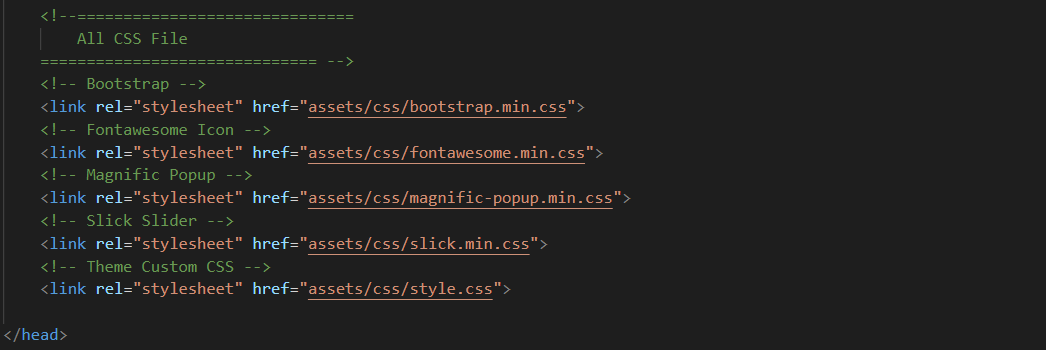 <!--==============================
All CSS File
============================== -->
<!-- Bootstrap -->
<link rel="stylesheet" href="assets/css/bootstrap.min.css">
<!-- Fontawesome Icon -->
<link rel="stylesheet" href="assets/css/fontawesome.min.css">
<!-- Magnific Popup -->
<link rel="stylesheet" href="assets/css/magnific-popup.min.css">
<!-- Slick Slider -->
<link rel="stylesheet" href="assets/css/slick.min.css">
<!-- Theme Custom CSS -->
<link rel="stylesheet" href="assets/css/style.css">
</head>